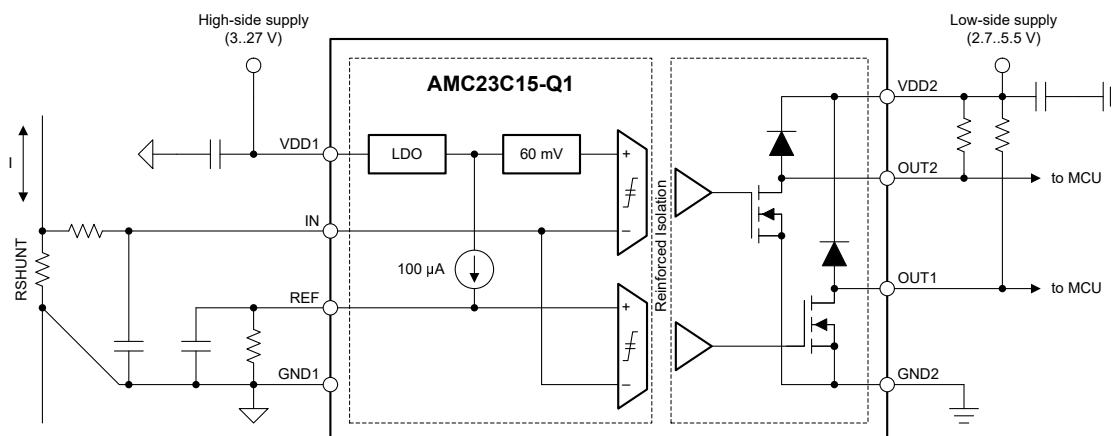 High-side supply
(3..27 V)
Low-side supply
(2.7..5.5 V)
AMC23C15-Q1
VDD2
VDD1
LDO
60 mV
+
OUT2
to MCU
I
IN
−
RSHUNT
100 µA
Reinforced Isolation
OUT1
to MCU
REF
+
GND1
−
GND2